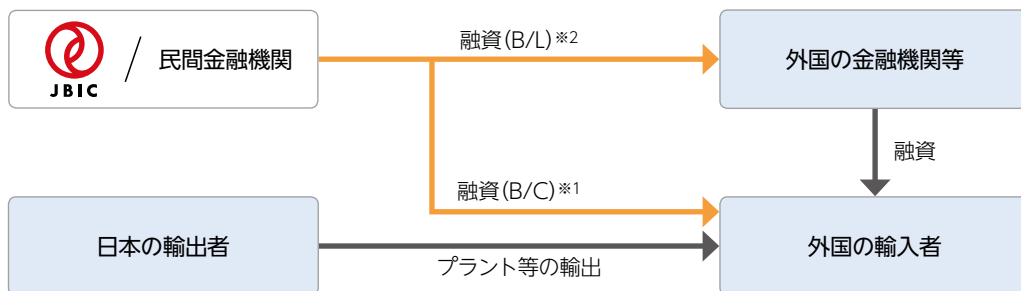 JBIC
/ 民間金融機関
融資(B/L)※2
外国の金融機関等
融資
融資(B/C)※1
日本の輸出者
プラント等の輸出
外国の輸入者